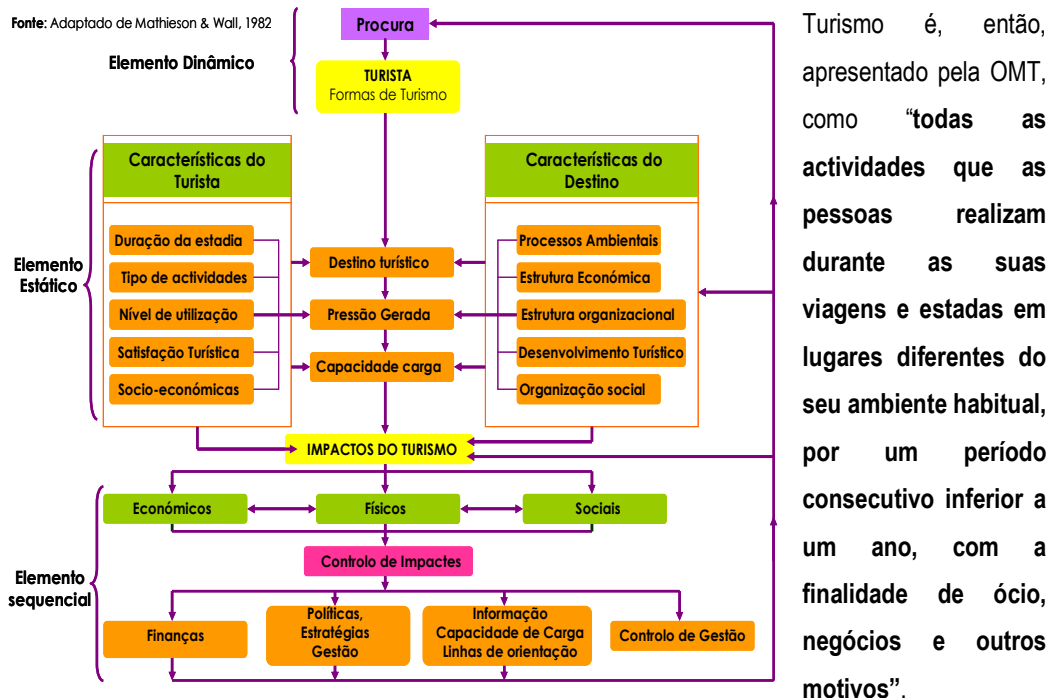 Fonte: Adaptado de Mathieson & Wall, 1982
Procura
Elemento Dinâmico
TURISTA
Formas de Turismo
Características do
Turista
Características do
Destino
Elemento
Estático
Duração da estadia
Tipo de actividades
Nível de utilização
Satisfação Turística
Socio-económicas
Destino turístico
Pressão Gerada
Capacidade carga
Processos Ambientais
Estrutura Económica
Estrutura organizacional
Desenvolvimento Turístico
Organização social
IMPACTOS DO TURISMO
Económicos
Físicos
Sociais
Controlo de Impactes
Elemento
sequencial
Finanças
Políticas,
Estratégias
Gestão
Informação
Capacidade de Carga
Linhas de orientação
Controlo de Gestão
Turismo é, então,
apresentado pela OMT,
como “todas as
actividades que as
pessoas realizam
durante as suas
viagens e estadas em
lugares diferentes do
seu ambiente habitual,
por um período
consecutivo inferior a
um ano, com a
finalidade de ócio,
negócios e outros
motivos”.